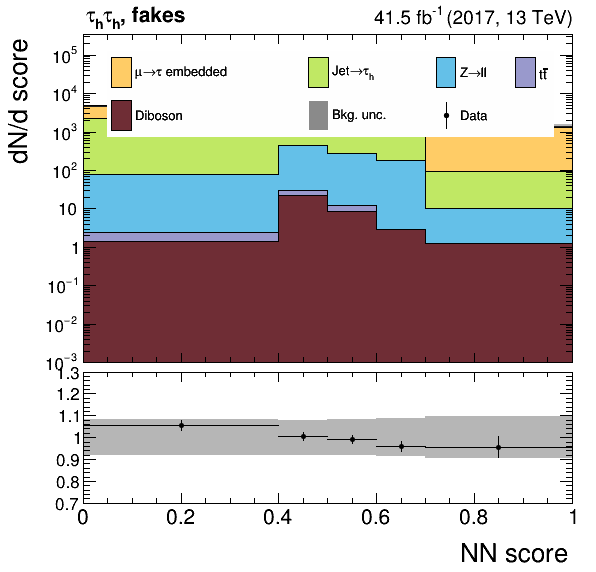 τhτh, fakes 41.5 fb⁻¹ (2017, 13 TeV)
dN/d score
10⁵
10⁴
10³
10²
10
1
10⁻¹
10⁻²
10⁻³
μ→τ embedded Jet→τh Z→ll tt̄
Diboson Bkg. unc. Data
1.3
1.2
1.1
1
0.9
0.8
0.7
0 0.2 0.4 0.6 0.8 1
NN score